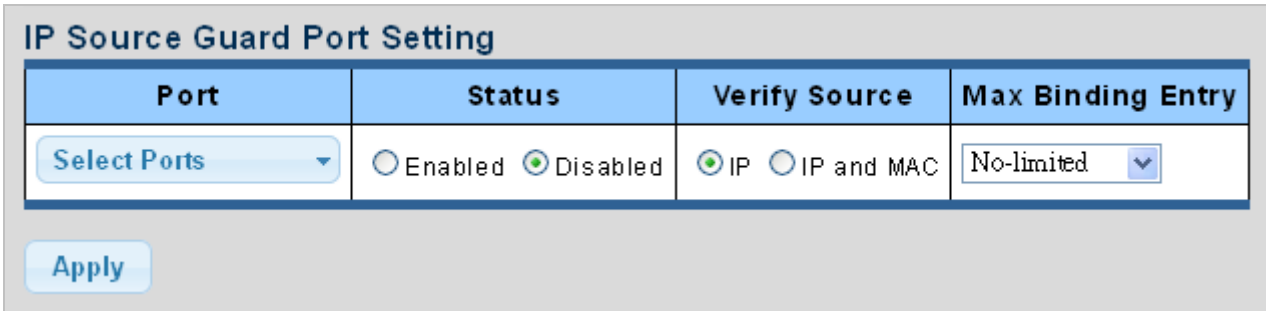 IP Source Guard Port Setting
Port Status Verify Source Max Binding Entry
Select Ports Enabled Disabled IP IP and MAC No-limited
Apply